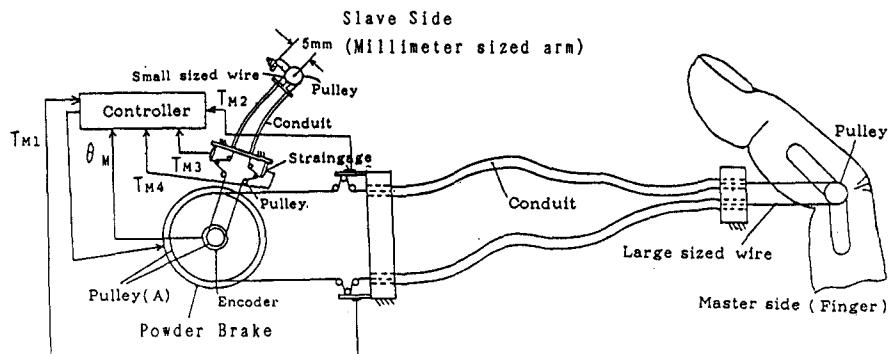 Slave Side
(Millimeter sized arm)
5mm
Small sized wire
Pulley
Controller
TM2
Conduit
TM1
θM
TM3
TM4
Straingage
Pulley.
Pulley
Conduit
Large sized wire
Pulley(A)
Encoder
Powder Brake
Master side (Finger)